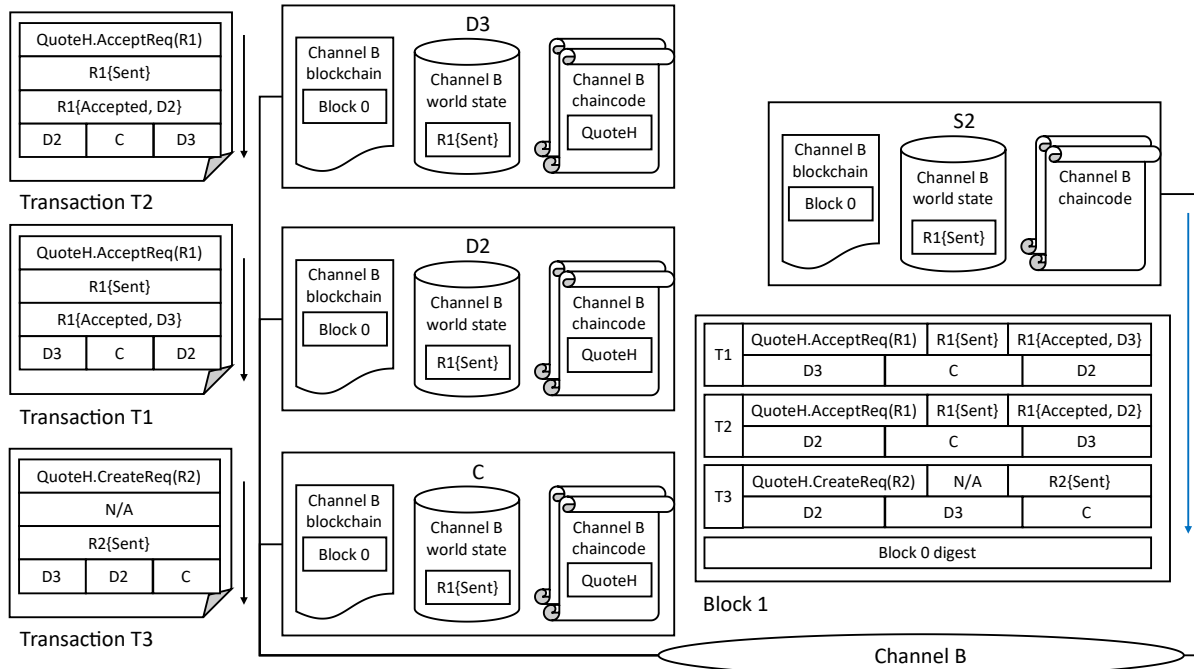 QuoteH.AcceptReq(R1)
R1{Sent}
R1{Accepted, D2}
D2 C D3
Transaction T2
QuoteH.AcceptReq(R1)
R1{Sent}
R1{Accepted, D3}
D3 C D2
Transaction T1
QuoteH.CreateReq(R2)
N/A
R2{Sent}
D3 D2 C
Transaction T3
D3
Channel B
blockchain
Block 0
Channel B
world state
R1{Sent}
Channel B
chaincode
QuoteH
D2
Channel B
blockchain
Block 0
Channel B
world state
R1{Sent}
Channel B
chaincode
QuoteH
C
Channel B
blockchain
Block 0
Channel B
world state
R1{Sent}
Channel B
chaincode
QuoteH
S2
Channel B
blockchain
Block 0
Channel B
world state
R1{Sent}
Channel B
chaincode
T1
QuoteH.AcceptReq(R1) R1{Sent} R1{Accepted, D3}
D3 C D2
T2
QuoteH.AcceptReq(R1) R1{Sent} R1{Accepted, D2}
D2 C D3
T3
QuoteH.CreateReq(R2) N/A R2{Sent}
D2 D3 C
Block 0 digest
Block 1
Channel B